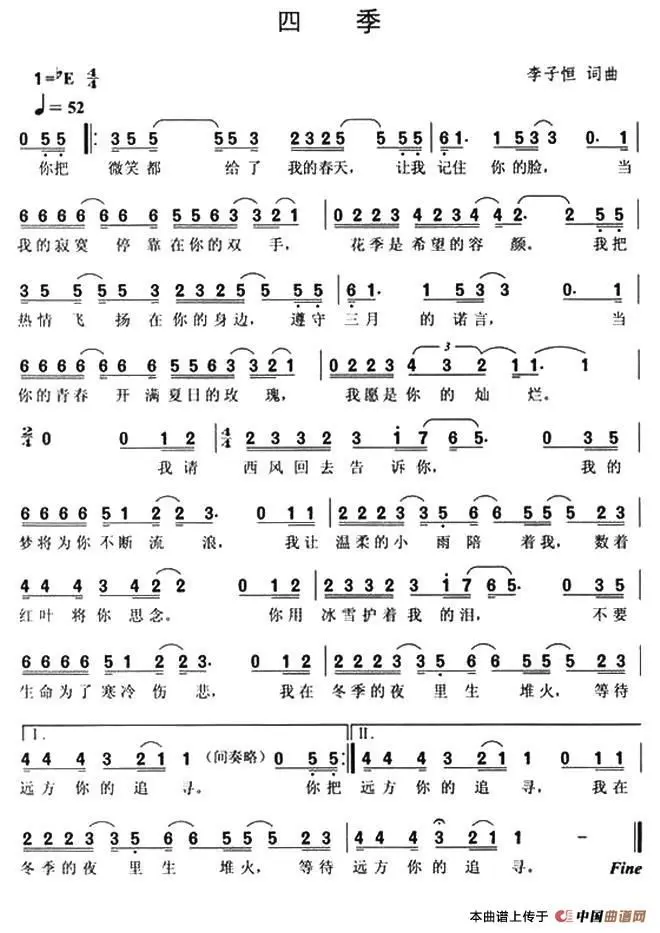 四 季
1=♭E 4/4
李子恒 词曲
♩=52
0 5 5 ‖: 3 5 5 5 5 5 3 2 3 2 5 5 5 5 | 6 1· 1 5 3 3 0· 1
你把 微笑都 给了 我的春天，让我 记住 你的脸， 当
6 6 6 6 6 6 6 5 5 6 3 3 2 1 | 0 2 2 3 4 2 3 4 4 2· 2 5 5
我的寂寞 停靠在你的双手， 花季是希望的容颜。 我把
3 5 5 5 5 3 2 3 2 5 5 5 5 | 6 1· 1 5 3 3 0· 1
热情飞扬在你的身边，遵守 三月 的诺言， 当
6 6 6 6 6 6 6 5 5 6 3 3 2 1 | 0 2 2 3 4 3 2 1 1· 1
你的青春 开满夏日的玫瑰， 我愿是你的灿烂。
2/4 0 0 1 2 | 4/4 2 3 3 2 3 1 7 6 5· 0 3 5
我请 西风回去告诉你， 我的
6 6 6 6 5 1 2 2 3· 0 1 1 | 2 2 2 3 3 5 6 5 5 5 2 3
梦将为你不断流浪， 我让 温柔的小雨陪着我，数着
4 4 4 3 4 2 2 0 1 2 | 2 3 3 2 3 1 7 6 5· 0 3 5
红叶将你思念。 你用 冰雪护着我的泪， 不要
6 6 6 6 5 1 2 2 3· 0 1 2 | 2 2 2 3 3 5 6 6 5 5 5 2 3
生命为了寒冷伤悲， 我在 冬季的夜里生堆火，等待
I. II.
4 4 4 3 2 1 1 （间奏略） 0 5 5 :‖ 4 4 4 3 2 1 1 0 1 1
远方你的追寻。 你把 远方你的追寻。 我在
2 2 2 3 3 5 6 6 5 5 5 2 3 | 4 4 4 3 2 1 1 －
冬季的夜里生堆火，等待 远方你的追寻。 Fine
本曲谱上传于 中国曲谱网